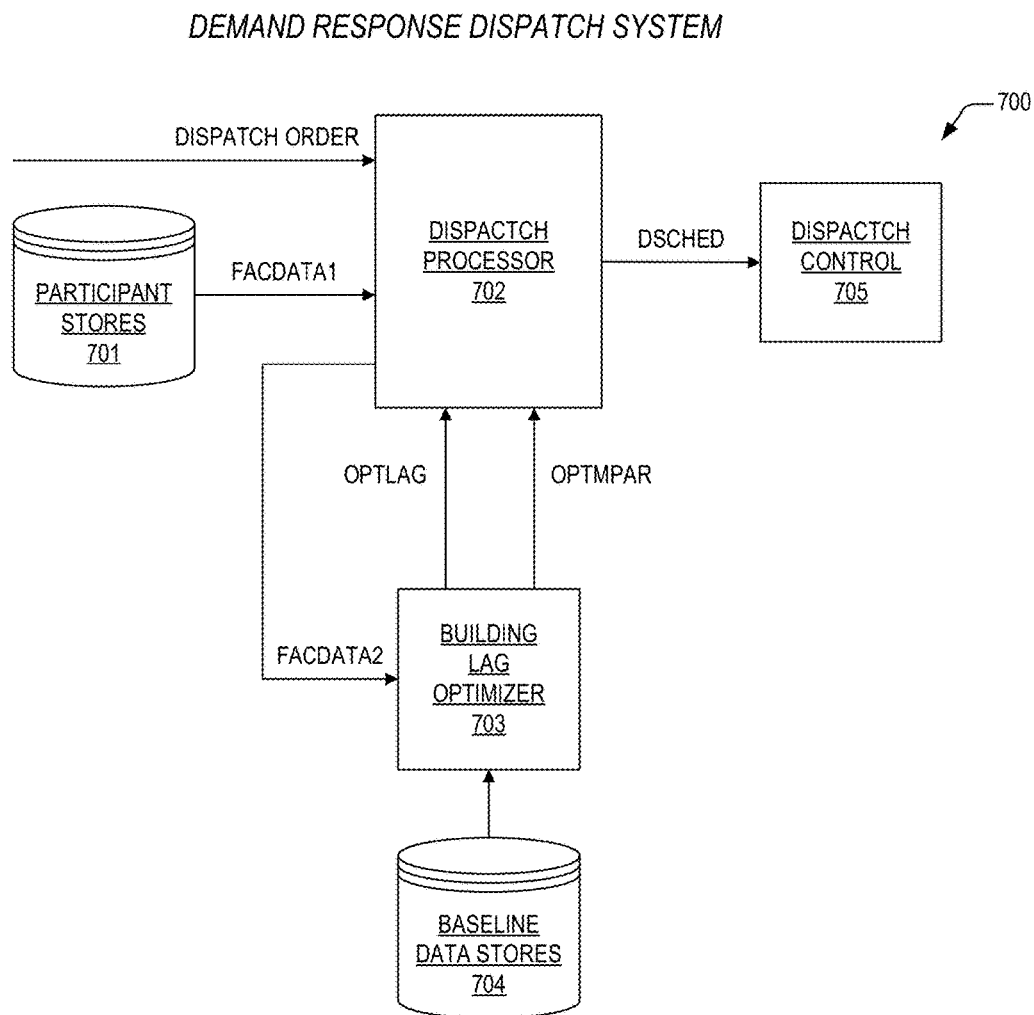 DEMAND RESPONSE DISPATCH SYSTEM
700
DISPATCH ORDER
PARTICIPANT
STORES
701
FACDATA1
DISPACTCH
PROCESSOR
702
DSCHED
DISPACTCH
CONTROL
705
OPTLAG
OPTMPAR
FACDATA2
BUILDING
LAG
OPTIMIZER
703
BASELINE
DATA STORES
704